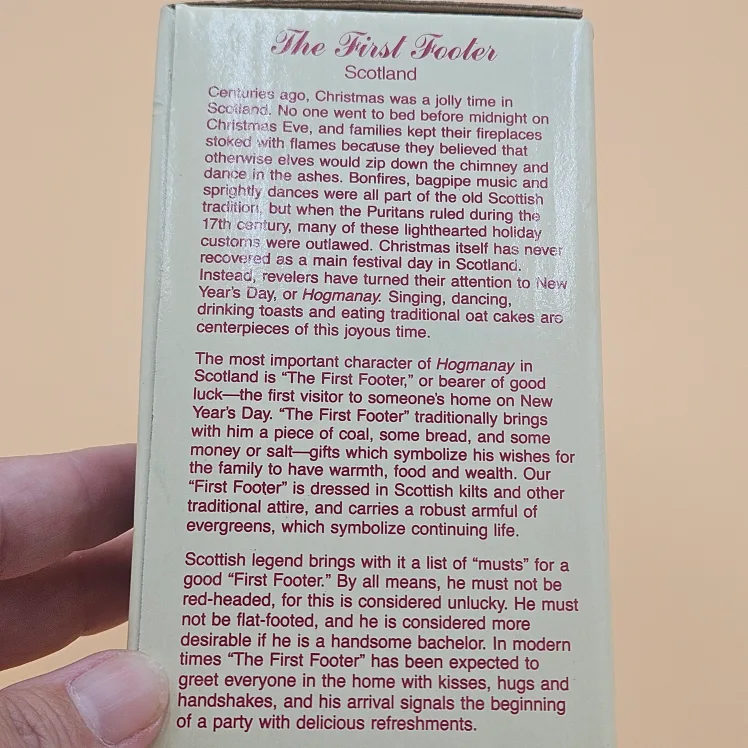 The First Footer
Scotland
Centuries ago, Christmas was a jolly time in
Scotland. No one went to bed before midnight on
Christmas Eve, and families kept their fireplaces
stoked with flames because they believed that
otherwise elves would zip down the chimney and
dance in the ashes. Bonfires, bagpipe music and
sprightly dances were all part of the old Scottish
tradition, but when the Puritans ruled during the
17th century, many of these lighthearted holiday
customs were outlawed. Christmas itself has never
recovered as a main festival day in Scotland.
Instead, revelers have turned their attention to New
Year's Day, or Hogmanay. Singing, dancing,
drinking toasts and eating traditional oat cakes are
centerpieces of this joyous time.
The most important character of Hogmanay in
Scotland is “The First Footer,” or bearer of good
luck—the first visitor to someone's home on New
Year's Day. “The First Footer” traditionally brings
with him a piece of coal, some bread, and some
money or salt—gifts which symbolize his wishes for
the family to have warmth, food and wealth. Our
“First Footer” is dressed in Scottish kilts and other
traditional attire, and carries a robust armful of
evergreens, which symbolize continuing life.
Scottish legend brings with it a list of “musts” for a
good “First Footer.” By all means, he must not be
red-headed, for this is considered unlucky. He must
not be flat-footed, and he is considered more
desirable if he is a handsome bachelor. In modern
times “The First Footer” has been expected to
greet everyone in the home with kisses, hugs and
handshakes, and his arrival signals the beginning
of a party with delicious refreshments.